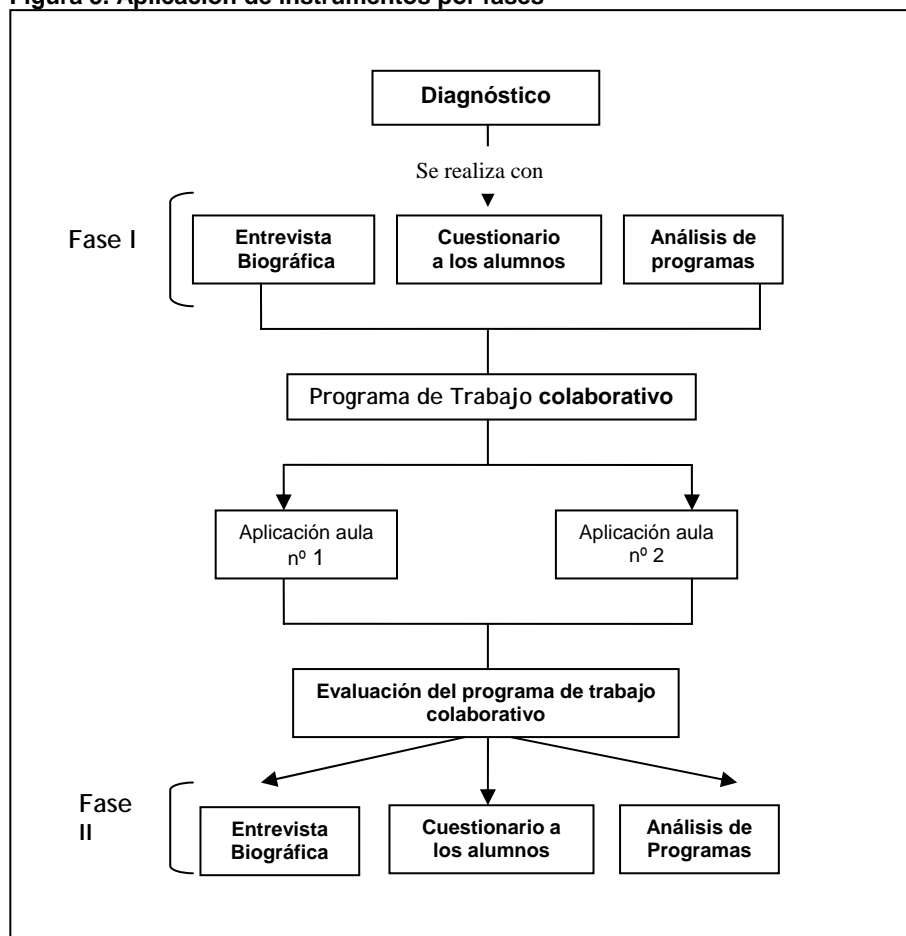 Figura 3. Aplicación de instrumentos por fases
Diagnóstico
Se realiza con
Fase I
Entrevista
Biográfica
Cuestionario
a los alumnos
Análisis de
programas
Programa de Trabajo colaborativo
Aplicación aula
nº 1
Aplicación aula
nº 2
Evaluación del programa de trabajo
colaborativo
Fase
II
Entrevista
Biográfica
Cuestionario a
los alumnos
Análisis de
Programas